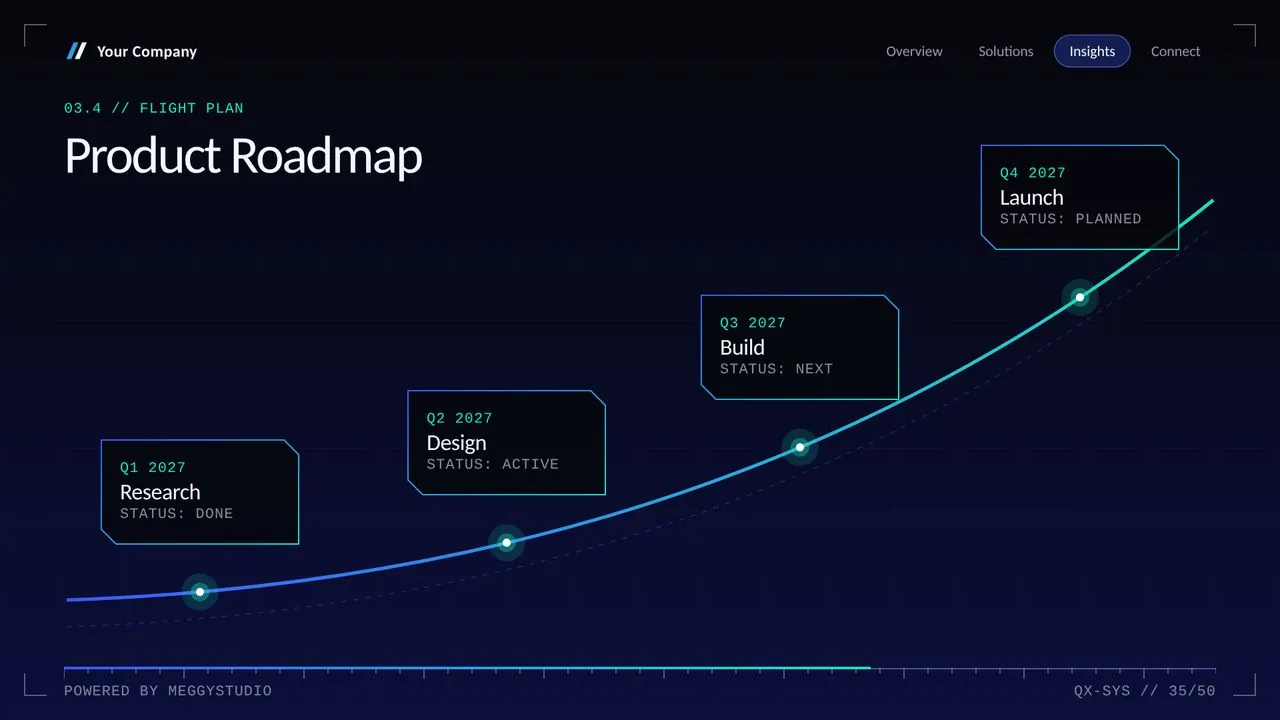 Your Company
Overview
Solutions
Insights
Connect
03.4 // FLIGHT PLAN
Product Roadmap
Q1 2027
Research
STATUS: DONE
Q2 2027
Design
STATUS: ACTIVE
Q3 2027
Build
STATUS: NEXT
Q4 2027
Launch
STATUS: PLANNED
POWERED BY MEGGYSTUDIO
QX-SYS // 35/50